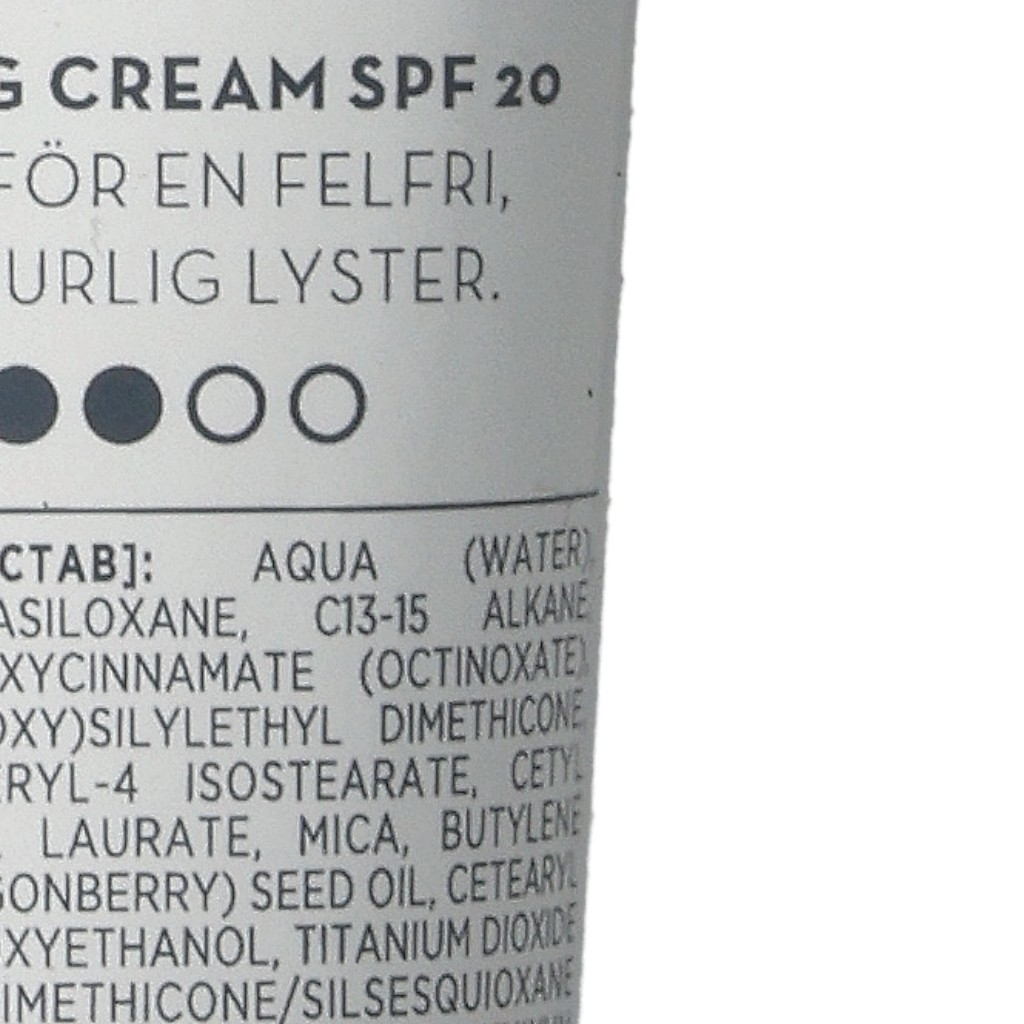 G CREAM SPF 20
FÖR EN FELFRI,
URLIG LYSTER.
CTAB]: AQUA (WATER),
ASILOXANE, C13-15 ALKANE
XYCINNAMATE (OCTINOXATE),
OXY)SILYLETHYL DIMETHICONE
ERYL-4 ISOSTEARATE, CETYL
LAURATE, MICA, BUTYLENE
GONBERRY) SEED OIL, CETEARYL
XYETHANOL, TITANIUM DIOXIDE
IMETHICONE/SILSESQUIOXANE